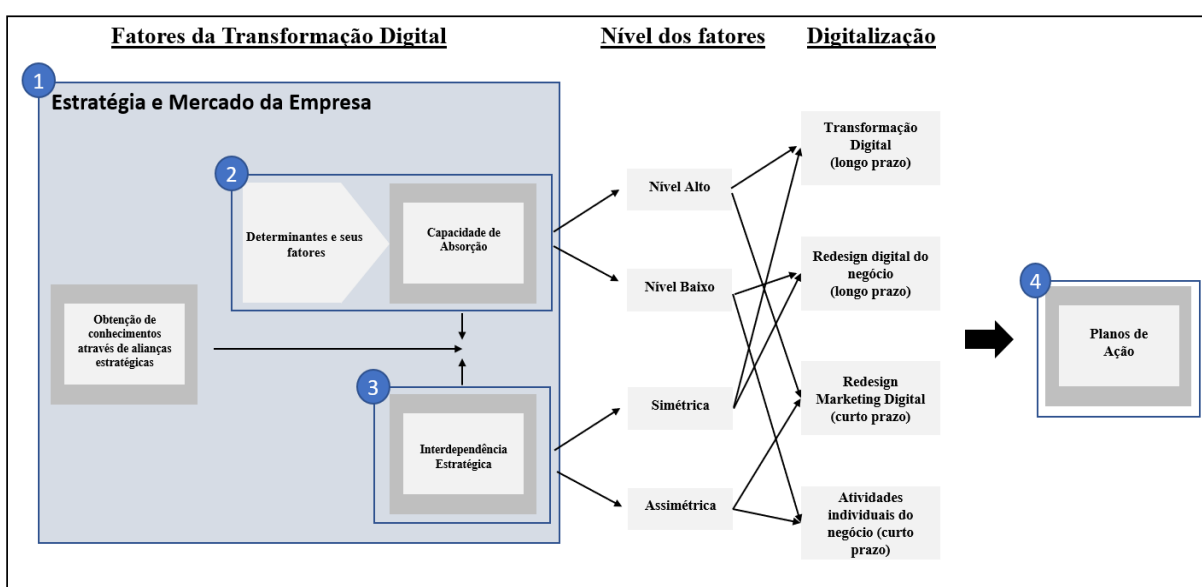 Fatores da Transformação Digital
Nível dos fatores
Digitalização
1
Estratégia e Mercado da Empresa
2
Determinantes e seus
fatores
Capacidade de
Absorção
Obtenção de
conhecimentos
através de alianças
estratégicas
3
Interdependência
Estratégica
Nível Alto
Nível Baixo
Simétrica
Assimétrica
Transformação
Digital
(longo prazo)
Redesign digital do
negócio
(longo prazo)
Redesign
Marketing Digital
(curto prazo)
Atividades
individuais do
negócio (curto
prazo)
4
Planos de
Ação